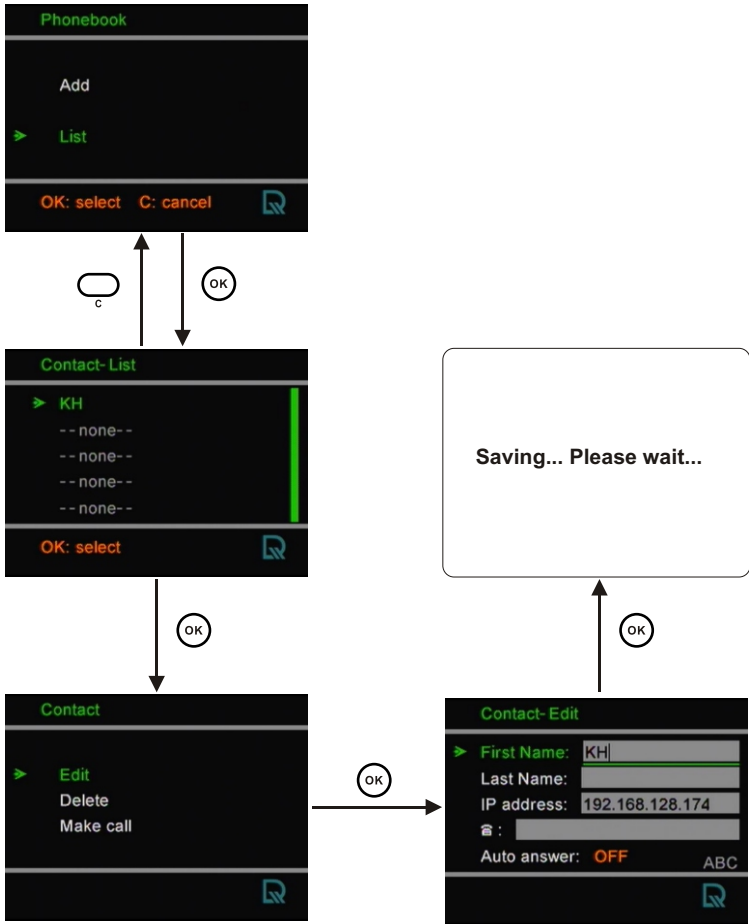 Phonebook
Add
List
OK: select C: cancel
C
OK
Contact-List
KH
--none--
--none--
--none--
--none--
OK: select
OK
Contact
Edit
Delete
Make call
OK
Contact-Edit
First Name: KH
Last Name:
IP address: 192.168.128.174
☎ :
Auto answer: OFF
ABC
OK
Saving... Please wait...